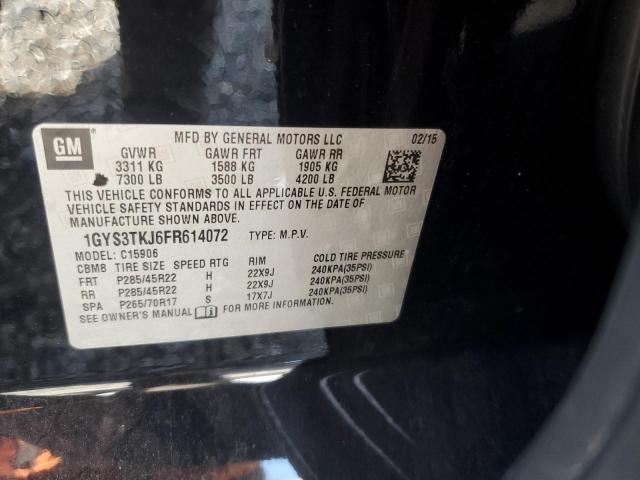 GM
MFD BY GENERAL MOTORS LLC 02/15
GVWR GAWR FRT GAWR RR
3311 KG 1588 KG 1905 KG
7300 LB 3500 LB 4200 LB
THIS VEHICLE CONFORMS TO ALL APPLICABLE U.S. FEDERAL MOTOR
VEHICLE SAFETY STANDARDS IN EFFECT ON THE DATE OF
MANUFACTURE SHOWN ABOVE.
1GYS3TKJ6FR614072 TYPE: M.P.V.
MODEL: C15906
CBMB TIRE SIZE SPEED RTG RIM COLD TIRE PRESSURE
FRT P285/45R22 H 22X9J 240KPA(35PSI)
RR P285/45R22 H 22X9J 240KPA(35PSI)
SPA P265/70R17 S 17X7J 240KPA(35PSI)
SEE OWNER'S MANUAL FOR MORE INFORMATION.